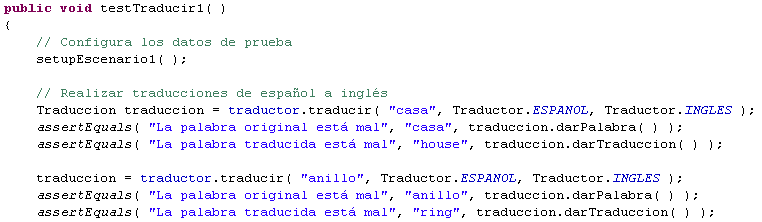 public void testTraducir1( )
{
// Configura los datos de prueba
setupEscenario1( );
// Realizar traducciones de español a inglés
Traduccion traduccion = traductor.traducir( "casa", Traductor.ESPANOL, Traductor.INGLES );
assertEquals( "La palabra original está mal", "casa", traduccion.darPalabra( ) );
assertEquals( "La palabra traducida está mal", "house", traduccion.darTraduccion( ) );
traduccion = traductor.traducir( "anillo", Traductor.ESPANOL, Traductor.INGLES );
assertEquals( "La palabra original está mal", "anillo", traduccion.darPalabra( ) );
assertEquals( "La palabra traducida está mal", "ring", traduccion.darTraduccion( ) );